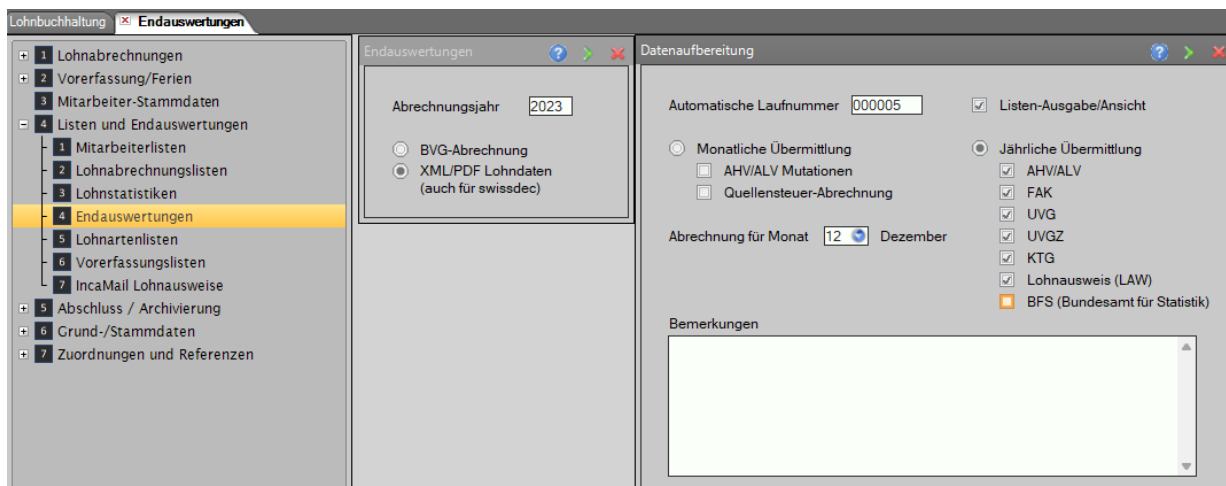 Lohnbuchhaltung Endauswertungen
1 Lohnabrechnungen
2 Vorerfassung/Ferien
3 Mitarbeiter-Stammdaten
4 Listen und Endauswertungen
1 Mitarbeiterlisten
2 Lohnabrechnungslisten
3 Lohnstatistiken
4 Endauswertungen
5 Lohnartenlisten
6 Vorerfassungslisten
7 IncaMail Lohnausweise
5 Abschluss / Archivierung
6 Grund-/Stammdaten
7 Zuordnungen und Referenzen
Endauswertungen
Abrechnungsjahr 2023
BVG-Abrechnung
XML/PDF Lohndaten
(auch für swissdec)
Datenaufbereitung
Automatische Laufnummer 000005
Listen-Ausgabe/Ansicht
Monatliche Übermittlung
AHV/ALV Mutationen
Quellensteuer-Abrechnung
Abrechnung für Monat 12 Dezember
Jährliche Übermittlung
AHV/ALV
FAK
UVG
UVGZ
KTG
Lohnausweis (LAW)
BFS (Bundesamt für Statistik)
Bemerkungen